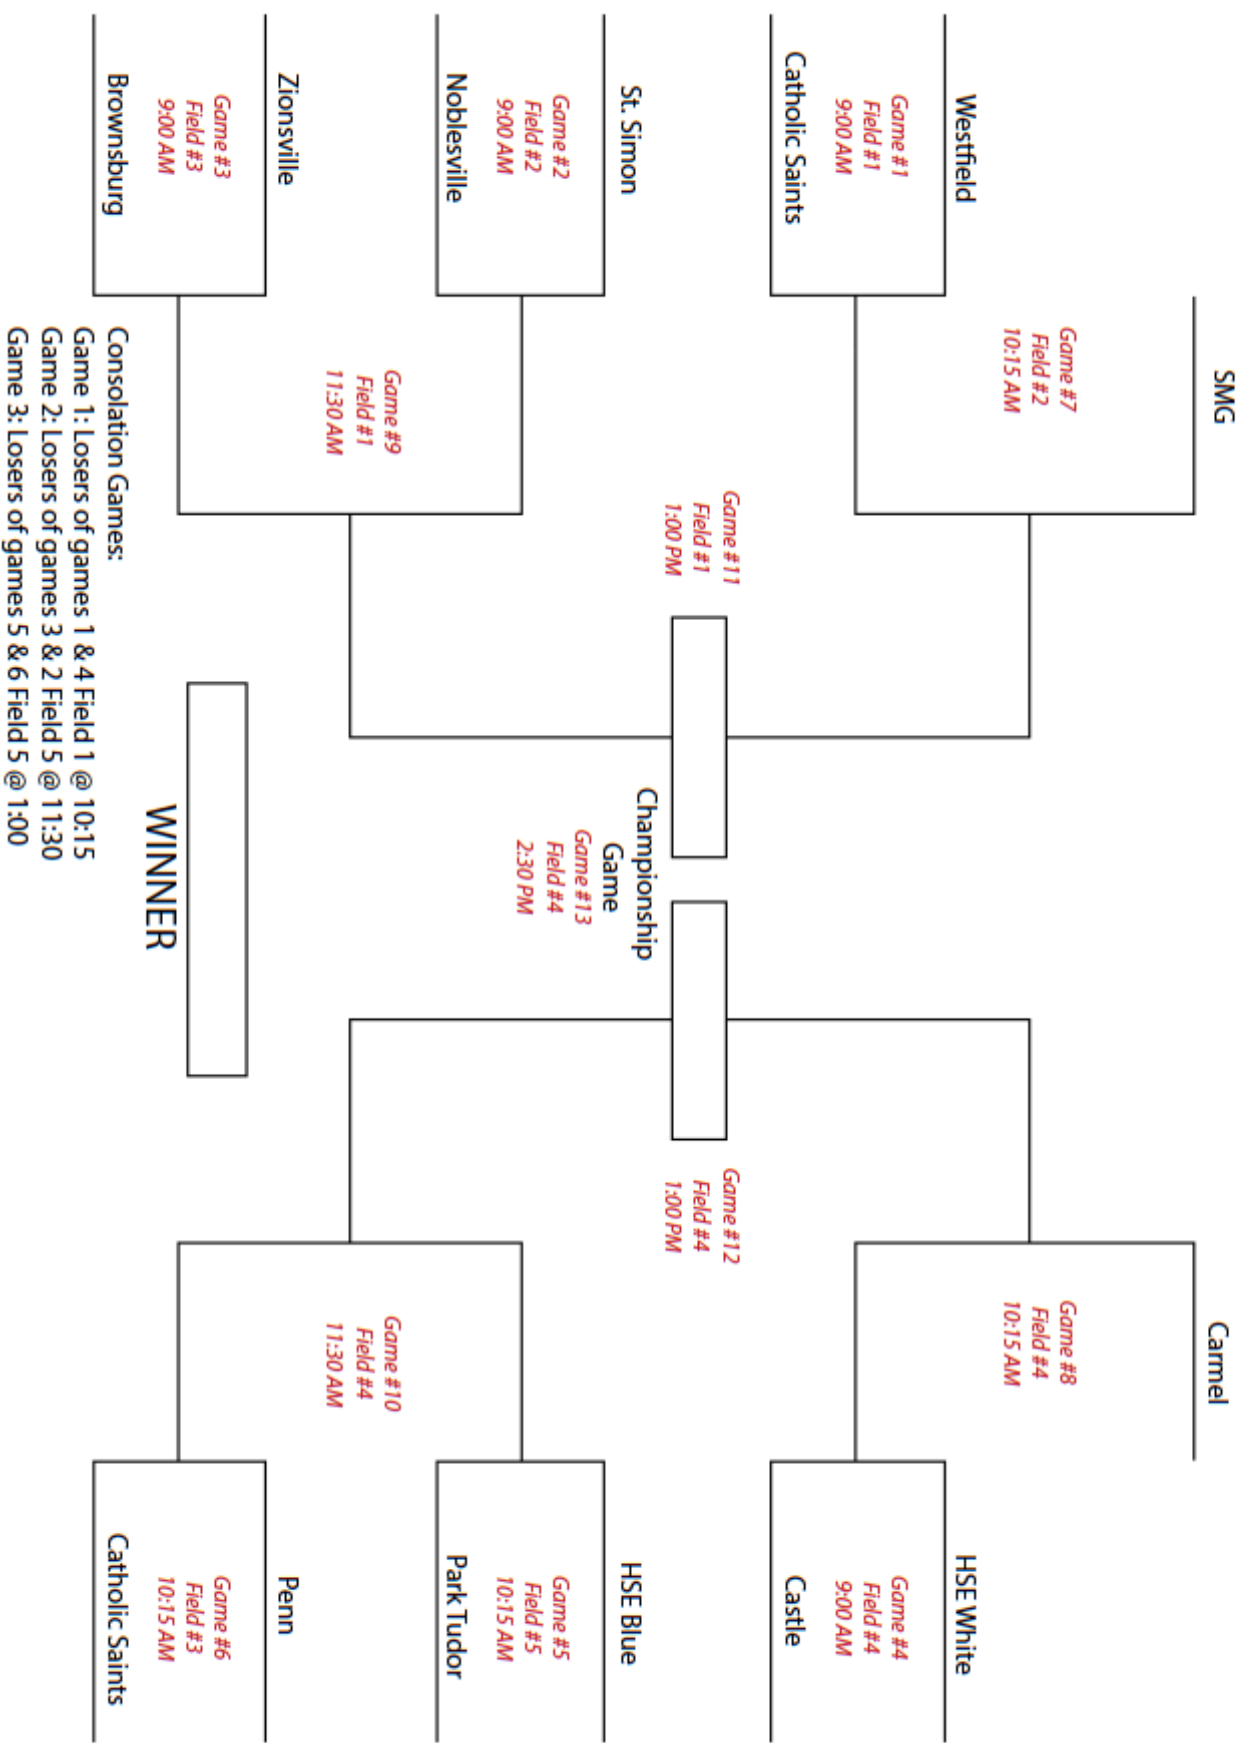 SMG
Carmel
Westfield
Game #1
Field #1
9:00 AM
Catholic Saints
Game #7
Field #2
10:15 AM
Game #8
Field #4
10:15 AM
HSE White
Game #4
Field #4
9:00 AM
Castle
Game #11
Field #1
1:00 PM
Game #12
Field #4
1:00 PM
Championship
Game
Game #13
Field #4
2:30 PM
St. Simon
Game #2
Field #2
9:00 AM
Noblesville
HSE Blue
Game #5
Field #5
10:15 AM
Park Tudor
Game #9
Field #1
11:30 AM
Game #10
Field #4
11:30 AM
Zionsville
Game #3
Field #3
9:00 AM
Brownsburg
Penn
Game #6
Field #3
10:15 AM
Catholic Saints
WINNER
Consolation Games:
Game 1: Losers of games 1 & 4 Field 1 @ 10:15
Game 2: Losers of games 3 & 2 Field 5 @ 11:30
Game 3: Losers of games 5 & 6 Field 5 @ 1:00